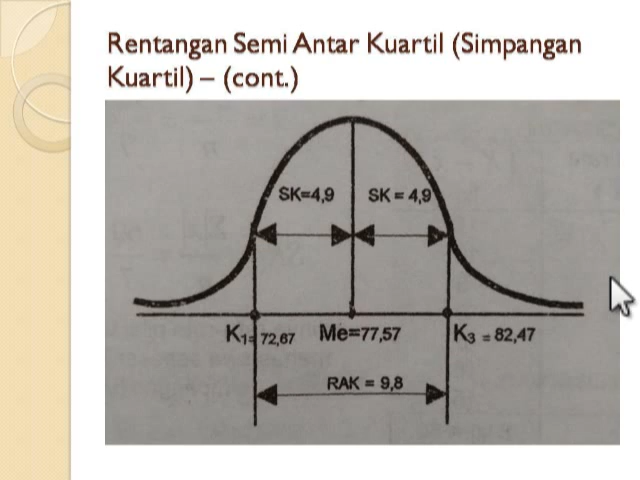 Rentangan Semi Antar Kuartil (Simpangan
Kuartil) – (cont.)
SK=4,9 SK = 4,9
K1= 72,67 Me=77,57 K3 = 82,47
RAK = 9,8